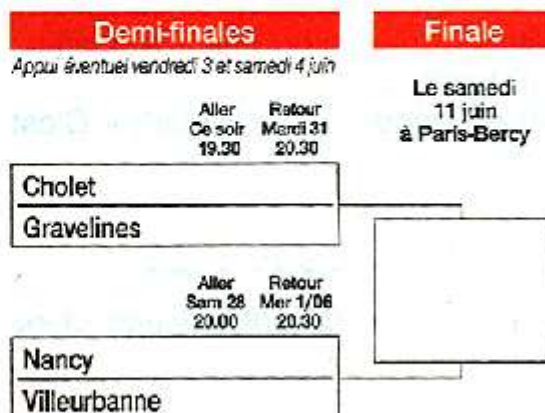 Demi-finales
Appui éventuel vendredi 3 et samedi 4 juin
Aller Retour
Ce soir Mardi 31
19.30 20.30
Cholet
Gravelines
Aller Retour
Sam 28 Mer 1/06
20.00 20.30
Nancy
Villeurbanne
Finale
Le samedi
11 juin
à Paris-Bercy